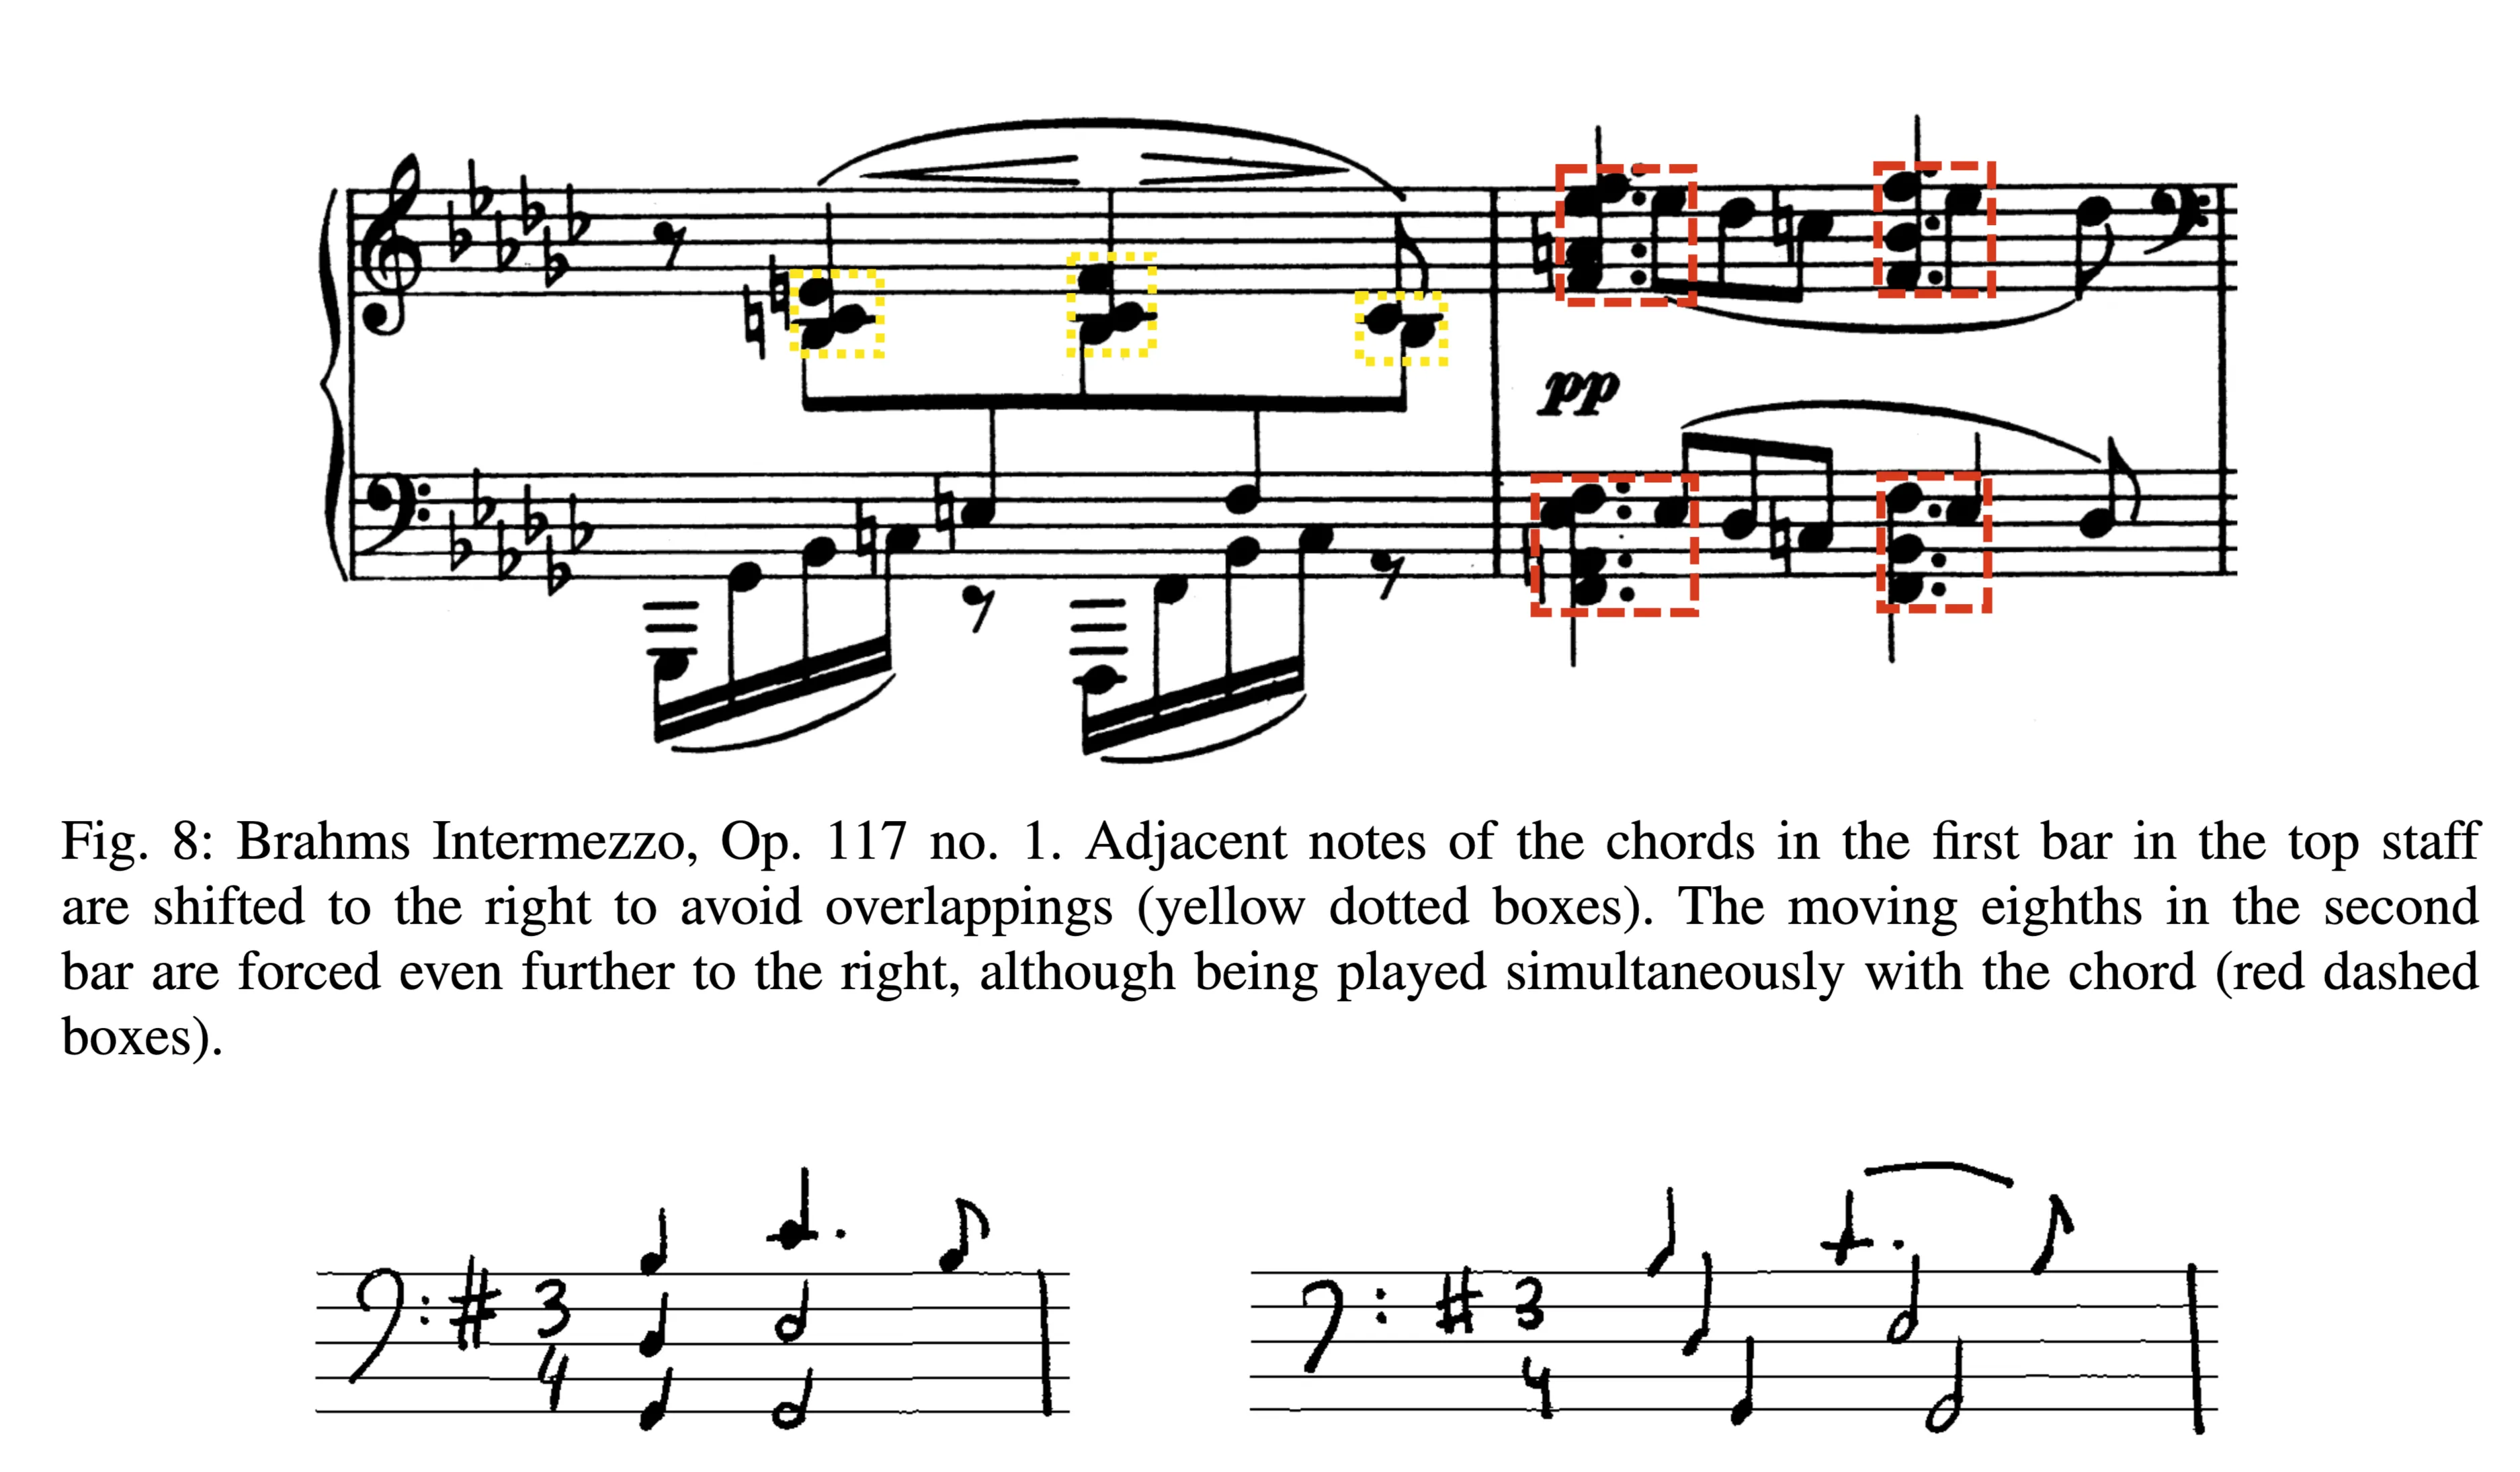 pp
Fig. 8: Brahms Intermezzo, Op. 117 no. 1. Adjacent notes of the chords in the first bar in the top staff
are shifted to the right to avoid overlappings (yellow dotted boxes). The moving eighths in the second
bar are forced even further to the right, although being played simultaneously with the chord (red dashed
boxes).
3 3
4 4